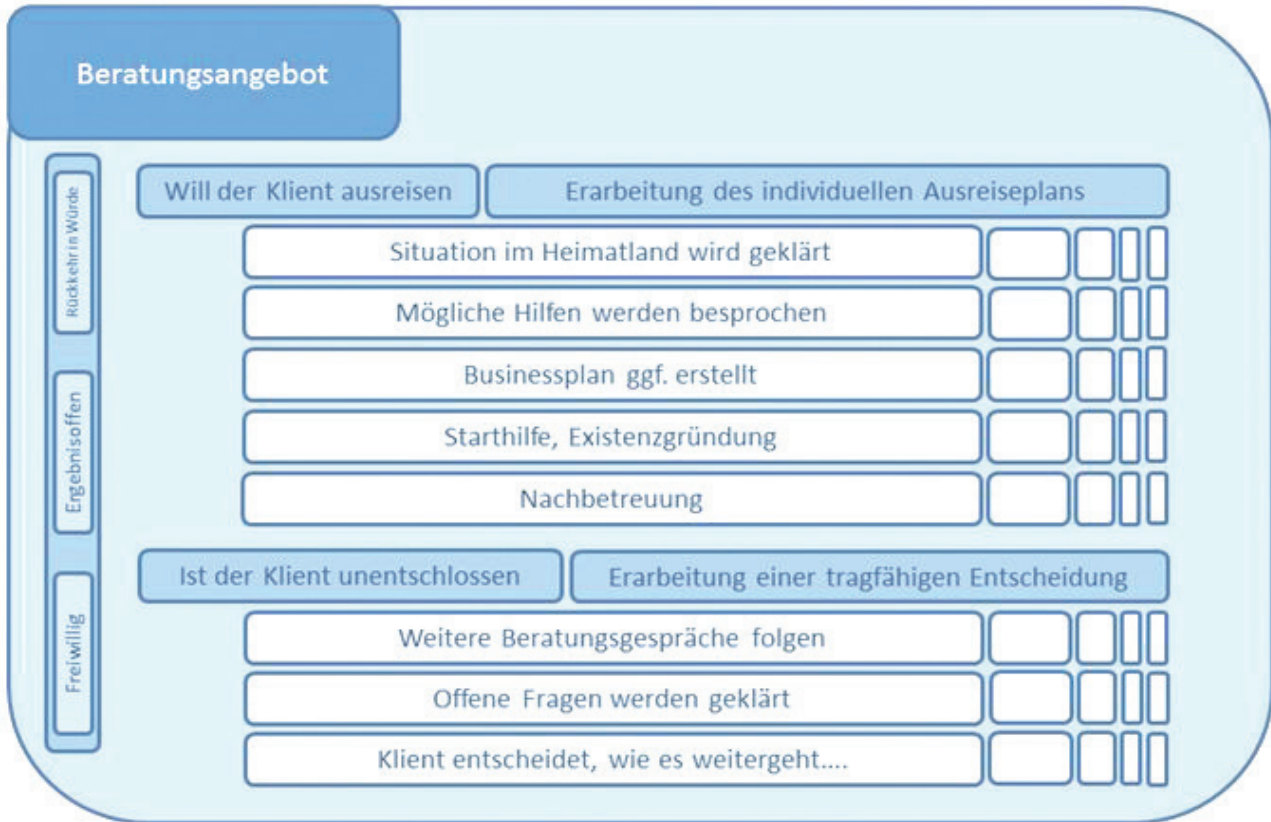 Beratungsangebot
Rückkehr in Würde
Ergebnisoffen
Freiwillig
Will der Klient ausreisen
Erarbeitung des individuellen Ausreiseplans
Situation im Heimatland wird geklärt
Mögliche Hilfen werden besprochen
Businessplan ggf. erstellt
Starthilfe, Existenzgründung
Nachbetreuung
Ist der Klient unentschlossen
Erarbeitung einer tragfähigen Entscheidung
Weitere Beratungsgespräche folgen
Offene Fragen werden geklärt
Klient entscheidet, wie es weitergeht....